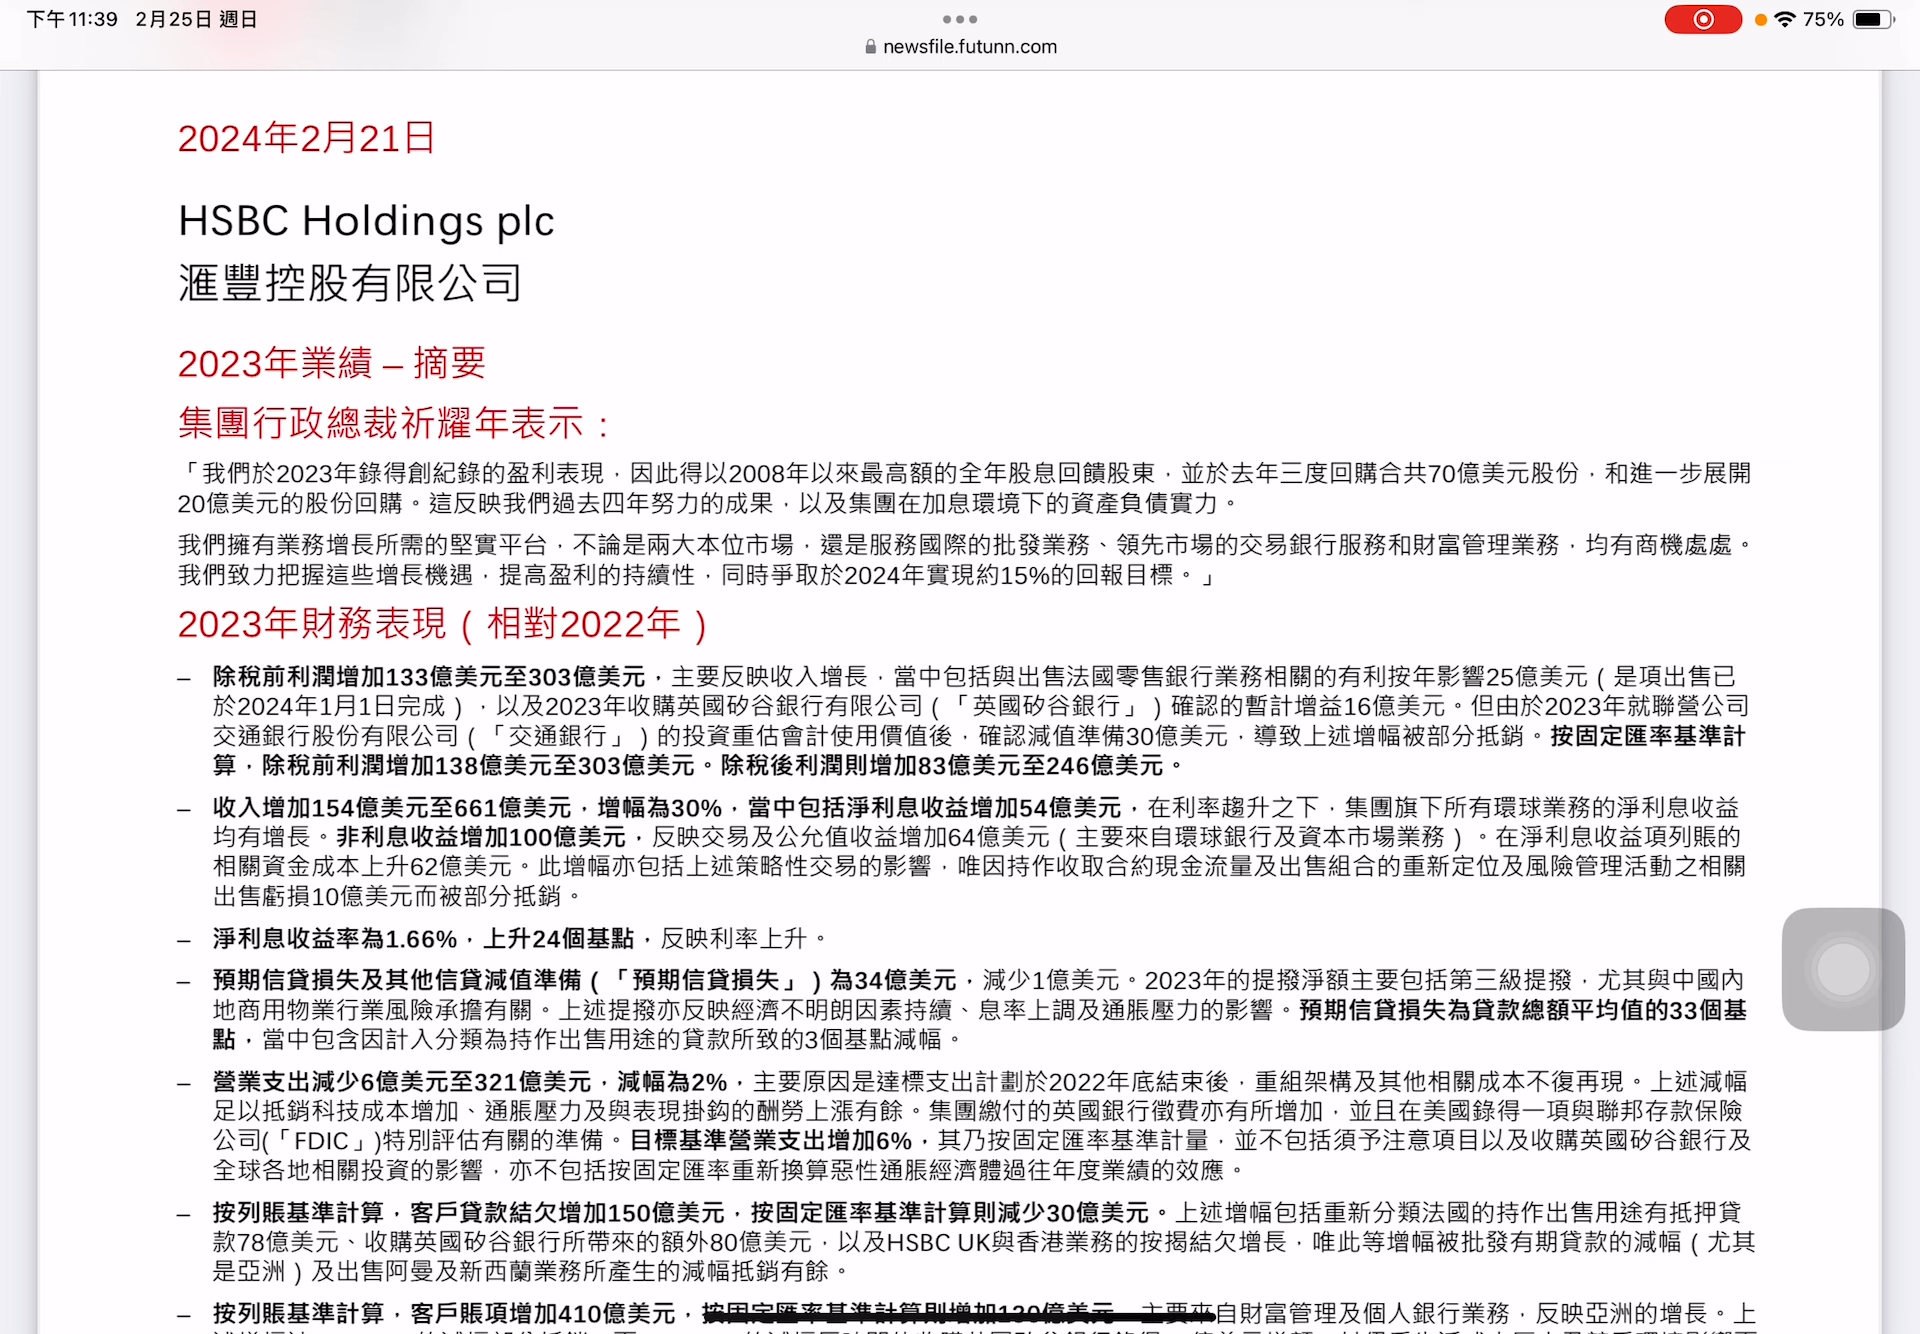 下午11:39 2月25日 週日
75%
newsfile.futunn.com
2024年2月21日
HSBC Holdings plc
滙豐控股有限公司
2023年業績 – 摘要
集團行政總裁祈耀年表示：
「我們於2023年錄得創紀錄的盈利表現，因此得以2008年以來最高額的全年股息回饋股東，並於去年三度回購合共70億美元股份，和進一步展開
20億美元的股份回購。這反映我們過去四年努力的成果，以及集團在加息環境下的資產負債實力。
我們擁有業務增長所需的堅實平台，不論是兩大本位市場，還是服務國際的批發業務、領先市場的交易銀行服務和財富管理業務，均有商機處處。
我們致力把握這些增長機遇，提高盈利的持續性，同時爭取於2024年實現約15%的回報目標。」
2023年財務表現（相對2022年）
– 除稅前利潤增加133億美元至303億美元，主要反映收入增長，當中包括與出售法國零售銀行業務相關的有利按年影響25億美元（是項出售已
於2024年1月1日完成），以及2023年收購英國矽谷銀行有限公司（「英國矽谷銀行」）確認的暫計增益16億美元。但由於2023年就聯營公司
交通銀行股份有限公司（「交通銀行」）的投資重估會計使用價值後，確認減值準備30億美元，導致上述增幅被部分抵銷。按固定匯率基準計
算，除稅前利潤增加138億美元至303億美元。除稅後利潤則增加83億美元至246億美元。
– 收入增加154億美元至661億美元，增幅為30%，當中包括淨利息收益增加54億美元，在利率趨升之下，集團旗下所有環球業務的淨利息收益
均有增長。非利息收益增加100億美元，反映交易及公允值收益增加64億美元（主要來自環球銀行及資本市場業務）。在淨利息收益項列賬的
相關資金成本上升62億美元。此增幅亦包括上述策略性交易的影響，唯因持作收取合約現金流量及出售組合的重新定位及風險管理活動之相關
出售虧損10億美元而被部分抵銷。
– 淨利息收益率為1.66%，上升24個基點，反映利率上升。
– 預期信貸損失及其他信貸減值準備（「預期信貸損失」）為34億美元，減少1億美元。2023年的提撥淨額主要包括第三級提撥，尤其與中國內
地商用物業行業風險承擔有關。上述提撥亦反映經濟不明朗因素持續、息率上調及通脹壓力的影響。預期信貸損失為貸款總額平均值的33個基
點，當中包含因計入分類為持作出售用途的貸款所致的3個基點減幅。
– 營業支出減少6億美元至321億美元，減幅為2%，主要原因是達標支出計劃於2022年底結束後，重組架構及其他相關成本不復再現。上述減幅
足以抵銷科技成本增加、通脹壓力及與表現掛鈎的酬勞上漲有餘。集團繳付的英國銀行徵費亦有所增加，並且在美國錄得一項與聯邦存款保險
公司(「FDIC」)特別評估有關的準備。目標基準營業支出增加6%，其乃按固定匯率基準計量，並不包括須予注意項目以及收購英國矽谷銀行及
全球各地相關投資的影響，亦不包括按固定匯率重新換算惡性通脹經濟體過往年度業績的效應。
– 按列賬基準計算，客戶貸款結欠增加150億美元，按固定匯率基準計算則減少30億美元。上述增幅包括重新分類法國的持作出售用途有抵押貸
款78億美元、收購英國矽谷銀行所帶來的額外80億美元，以及HSBC UK與香港業務的按揭結欠增長，唯此等增幅被批發有期貸款的減幅（尤其
是亞洲）及出售阿曼及新西蘭業務所產生的減幅抵銷有餘。
– 按列賬基準計算，客戶賬項增加410億美元，按固定匯率基準計算則增加130億美元，主要來自財富管理及個人銀行業務，反映亞洲的增長。上